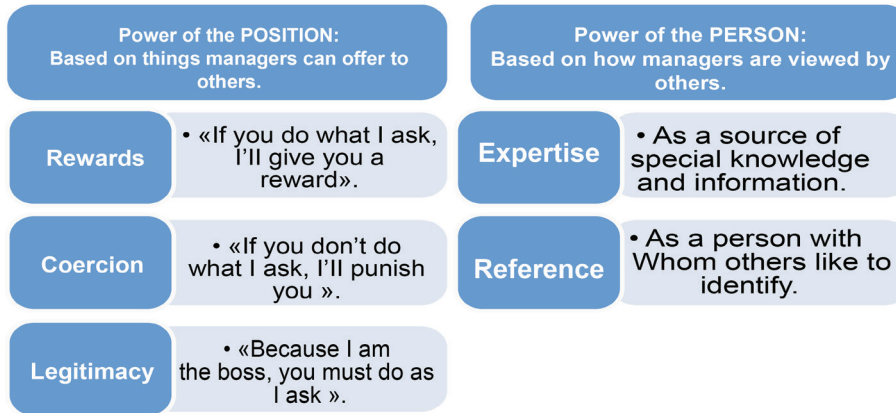 Power of the POSITION:
Based on things managers can offer to
others.
Rewards
• «If you do what I ask,
I'll give you a
reward».
Coercion
• «If you don't do
what I ask, I'll punish
you ».
Legitimacy
• «Because I am
the boss, you must do as
I ask ».
Power of the PERSON:
Based on how managers are viewed by
others.
Expertise
• As a source of
special knowledge
and information.
Reference
• As a person with
Whom others like to
identify.